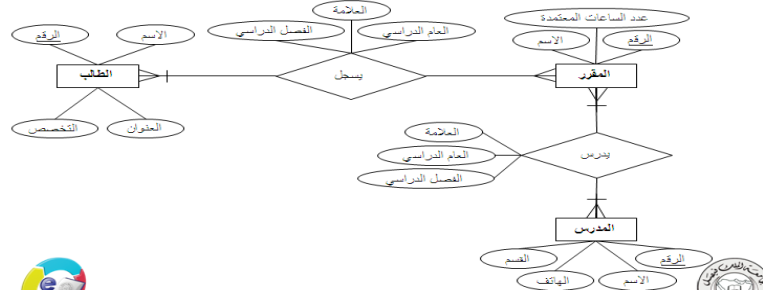 العلامة
العام الدراسي
الفصل الدراسي
عدد الساعات المعتمدة
الرقم
الاسم
المقرر
يسجل
الاسم
الرقم
الطالب
العنوان
التخصص
العلامة
العام الدراسي
الفصل الدراسي
يدرس
المدرس
الرقم
الاسم
الهاتف
القسم